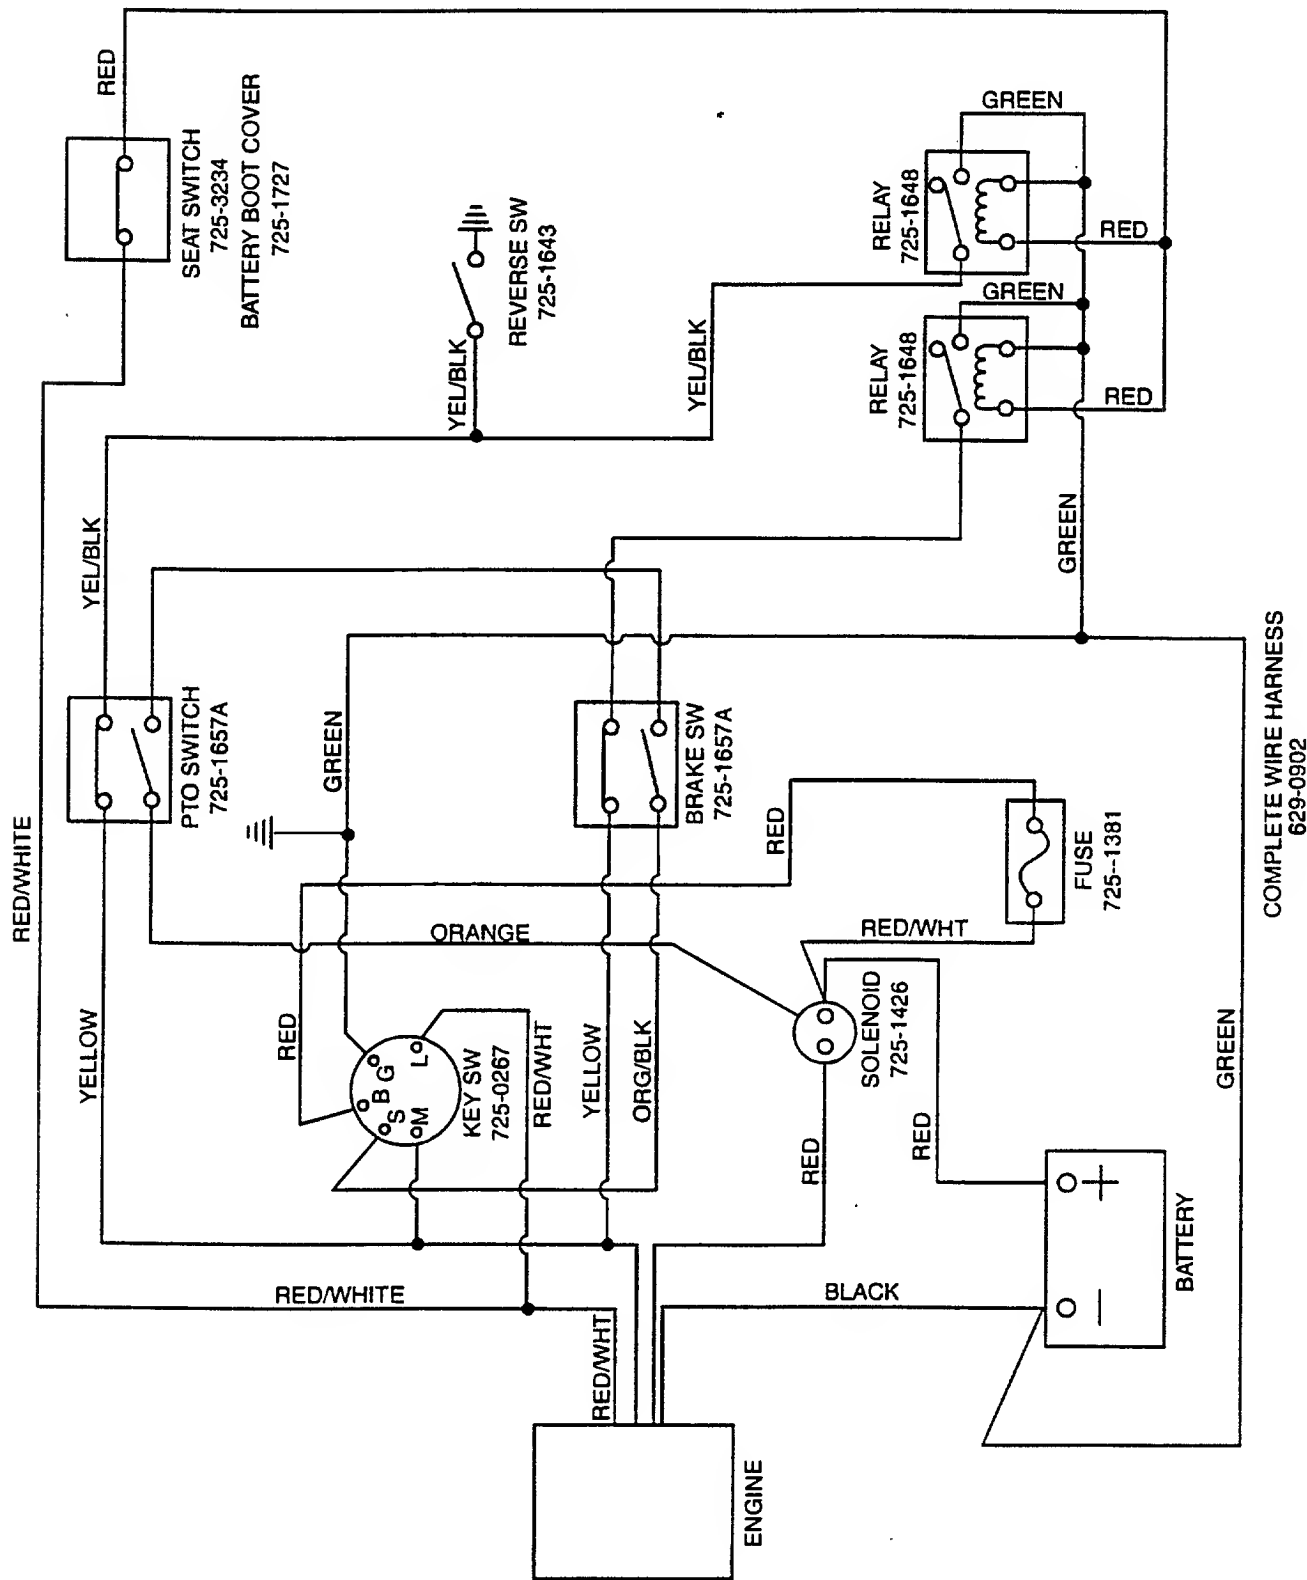 RED
SEAT SWITCH
725-3234
BATTERY BOOT COVER
725-1727
GREEN
RELAY
725-1648
RED
REVERSE SW
725-1643
YEL/BLK
YEL/BLK
GREEN
RELAY
725-1648
RED
YEL/BLK
GREEN
PTO SWITCH
725-1657A
GREEN
BRAKE SW
725-1657A
RED
FUSE
725--1381
COMPLETE WIRE HARNESS
629-0902
RED/WHITE
ORANGE
RED/WHT
YELLOW
RED
G
L
B
S
M
KEY SW
725-0267
RED/WHT
YELLOW
ORG/BLK
SOLENOID
725-1426
GREEN
RED
RED
+
BATTERY
RED/WHITE
BLACK
—
RED/WHT
ENGINE